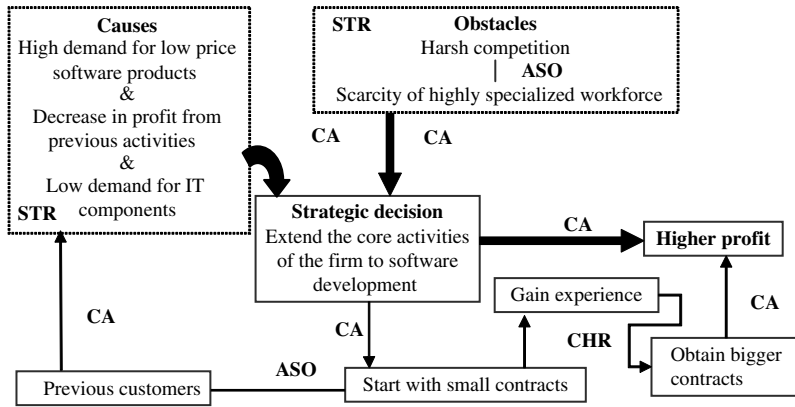 Causes
High demand for low price
software products
&
Decrease in profit from
previous activities
&
Low demand for IT
components
STR
STR Obstacles
Harsh competition
ASO
Scarcity of highly specialized workforce
CA
CA
Strategic decision
Extend the core activities
of the firm to software
development
CA
Higher profit
Gain experience
CA
CHR
Obtain bigger
contracts
CA
CA
Previous customers
ASO
Start with small contracts